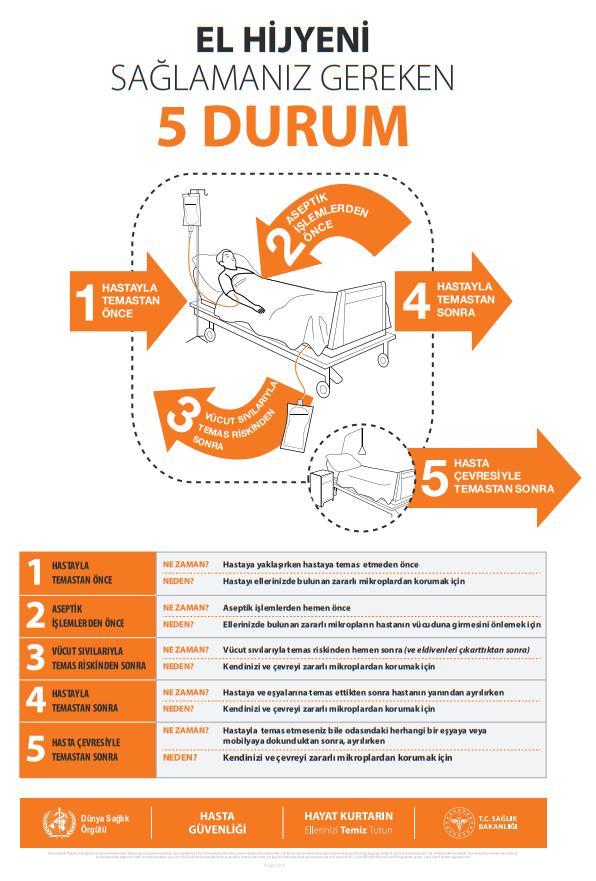 EL HİJYENİ
SAĞLAMANIZ GEREKEN
5 DURUM
1 HASTAYLA
TEMASTAN
ÖNCE
2 ASEPTİK
İŞLEMLERDEN
ÖNCE
3 VÜCUT SIVILARIYLA
TEMAS RİSKİNDEN
SONRA
4 HASTAYLA
TEMASTAN
SONRA
5 HASTA
ÇEVRESİYLE
TEMASTAN SONRA
1 HASTAYLA
TEMASTAN ÖNCE
NE ZAMAN? Hastaya yaklaşırken hastaya temas etmeden önce
NEDEN? Hastayı ellerinizde bulunan zararlı mikroplardan korumak için
2 ASEPTİK
İŞLEMLERDEN ÖNCE
NE ZAMAN? Aseptik işlemlerden hemen önce
NEDEN? Ellerinizde bulunan zararlı mikropların hastanın vücuduna girmesini önlemek için
3 VÜCUT SIVILARIYLA
TEMAS RİSKİNDEN SONRA
NE ZAMAN? Vücut sıvılarıyla temas riskinden hemen sonra (ve eldivenleri çıkarttıktan sonra)
NEDEN? Kendinizi ve çevreyi zararlı mikroplardan korumak için
4 HASTAYLA
TEMASTAN SONRA
NE ZAMAN? Hastaya ve eşyalarına temas ettikten sonra hastanın yanından ayrılırken
NEDEN? Kendinizi ve çevreyi zararlı mikroplardan korumak için
5 HASTA ÇEVRESİYLE
TEMASTAN SONRA
NE ZAMAN? Hastayla temas etmeseniz bile odasındaki herhangi bir eşyaya veya
mobilyaya dokunduktan sonra, ayrılırken
NEDEN? Kendinizi ve çevreyi zararlı mikroplardan korumak için
Dünya Sağlık
Örgütü
HASTA
GÜVENLİĞİ
HAYAT KURTARIN
Ellerinizi Temiz Tutun
T.C. SAĞLIK
BAKANLIĞI